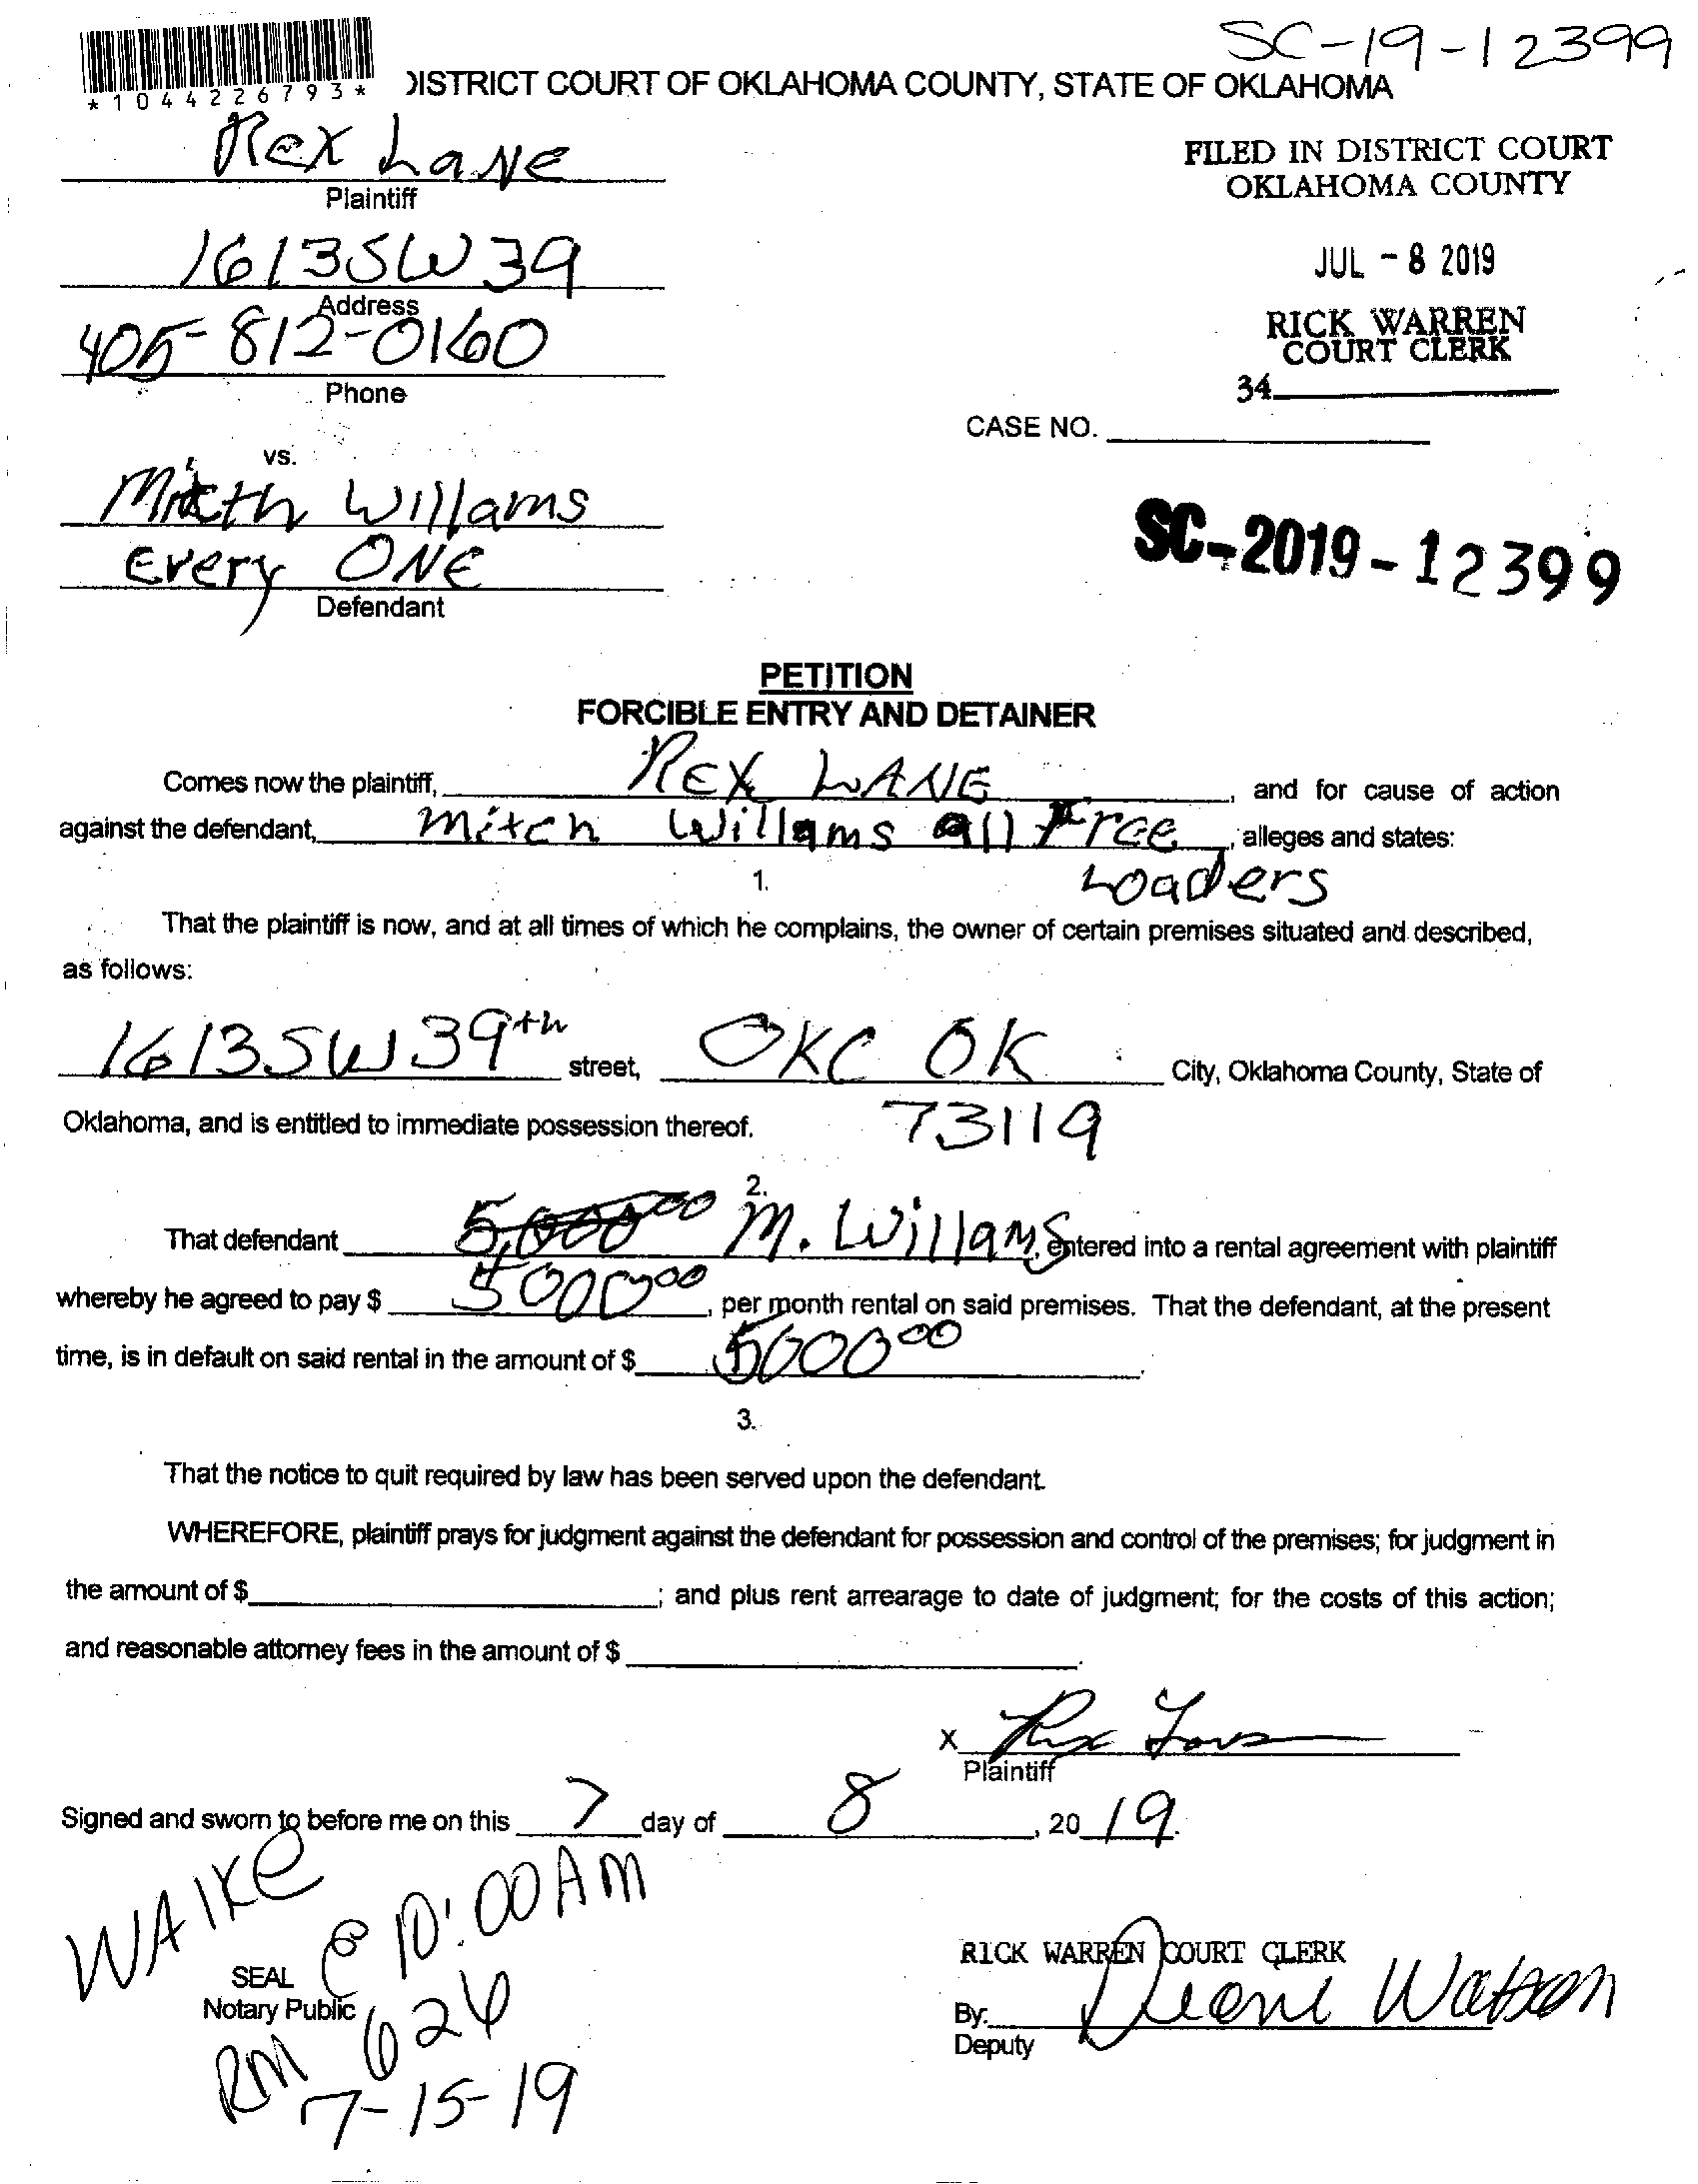 SC-19-12399
*1044226793*
DISTRICT COURT OF OKLAHOMA COUNTY, STATE OF OKLAHOMA
Rex Lane
Plaintiff
FILED IN DISTRICT COURT
OKLAHOMA COUNTY
1613 SW 39
Address
JUL - 8 2019
405-812-0160
Phone
RICK WARREN
COURT CLERK
34
CASE NO.
vs.
Mitch Willams
Every ONE
Defendant
SC-2019-12399
PETITION
FORCIBLE ENTRY AND DETAINER
Comes now the plaintiff, REX LANE, and for cause of action
against the defendant, Mitch Willams all Free, alleges and states:
Loaders
1.
That the plaintiff is now, and at all times of which he complains, the owner of certain premises situated and described,
as follows:
1613 SW 39th street, OKC OK City, Oklahoma County, State of
Oklahoma, and is entitled to immediate possession thereof. 73119
2.
That defendant 5,000 00 M. Willams, entered into a rental agreement with plaintiff
whereby he agreed to pay $ 5000 00, per month rental on said premises. That the defendant, at the present
time, is in default on said rental in the amount of $ 5000 00.
3.
That the notice to quit required by law has been served upon the defendant.
WHEREFORE, plaintiff prays for judgment against the defendant for possession and control of the premises; for judgment in
the amount of $ ; and plus rent arrearage to date of judgment; for the costs of this action;
and reasonable attorney fees in the amount of $ .
X Rex Lane
Plaintiff
Signed and sworn to before me on this 7 day of 8, 2019.
WAIKE
@ 10:00 AM
SEAL
Notary Public
RM 624
7-15-19
RICK WARREN COURT CLERK
By: Deone Watson
Deputy